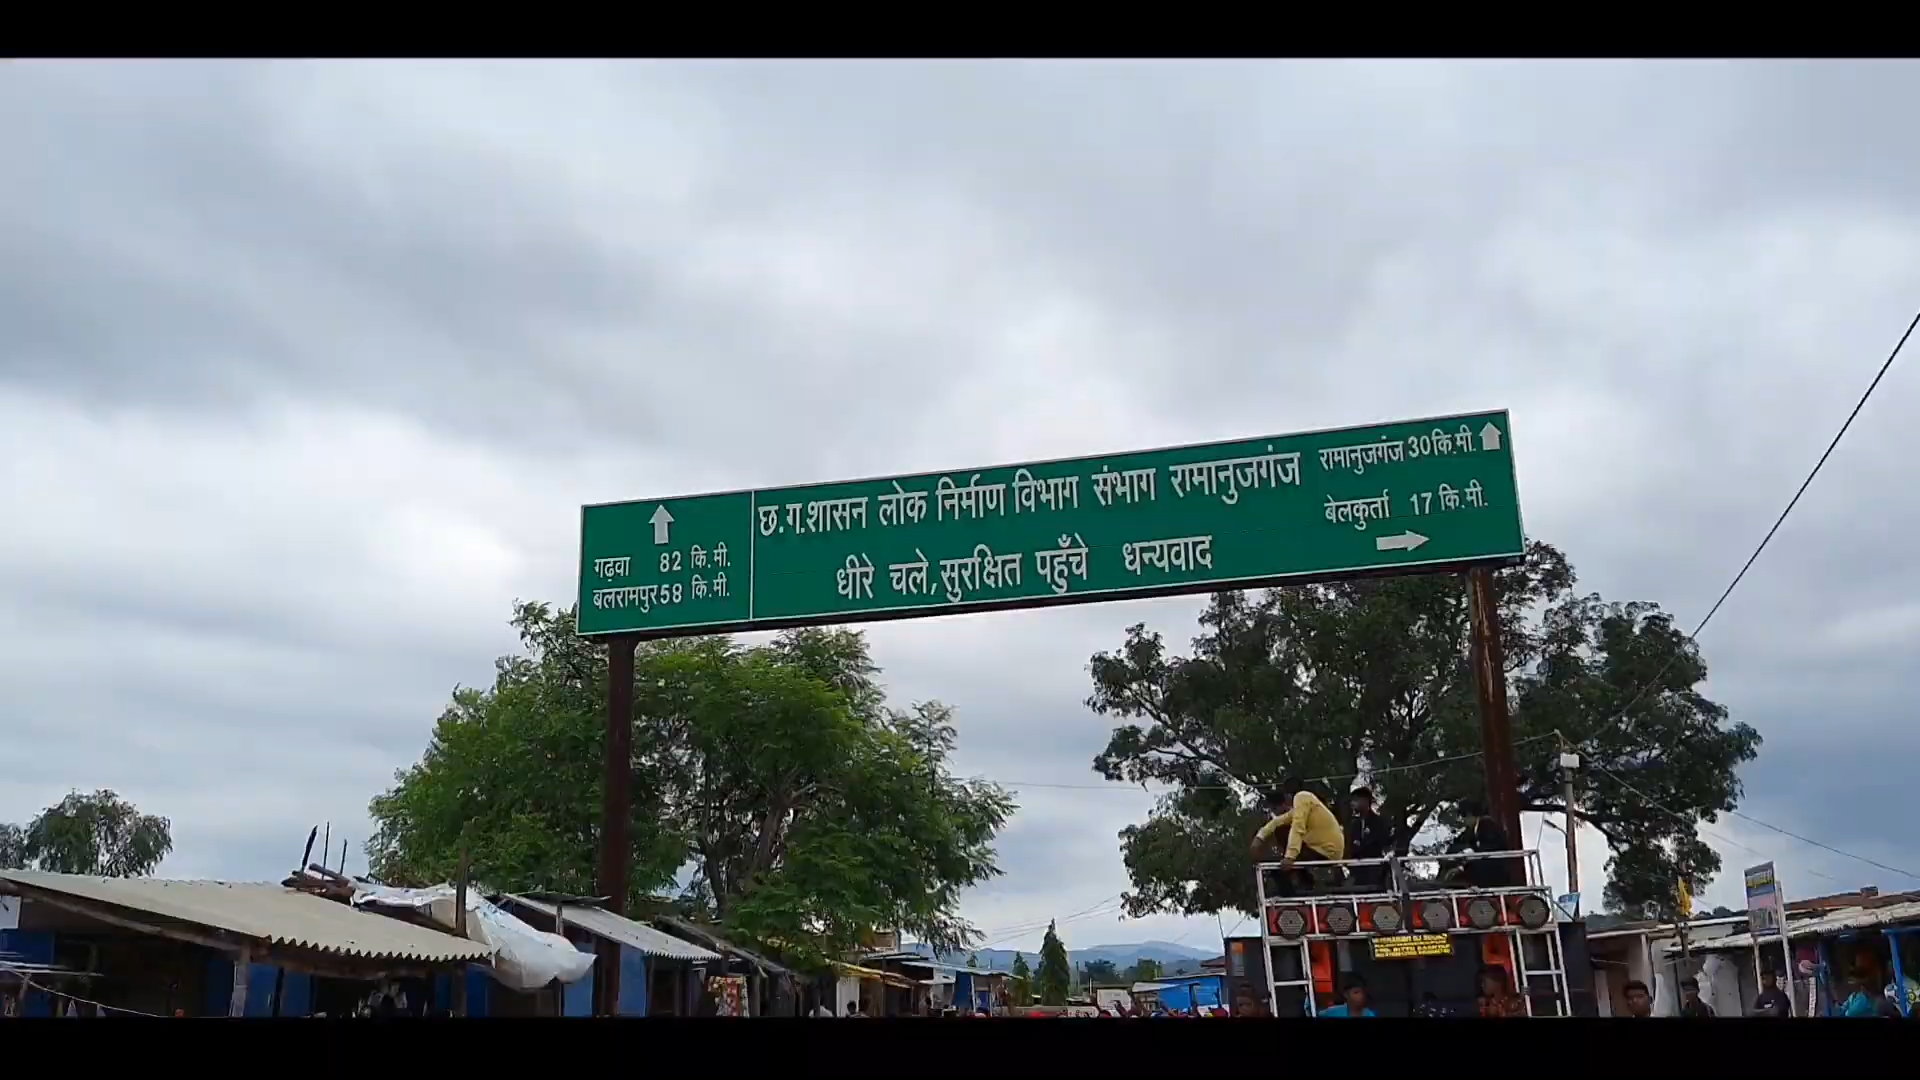 गढ़वा 82 कि.मी.
बलरामपुर 58 कि.मी.
छ.ग.शासन लोक निर्माण विभाग संभाग रामानुजगंज
धीरे चले,सुरक्षित पहुँचे धन्यवाद
रामानुजगंज 30 कि.मी.
बेलकुर्ता 17 कि.मी.